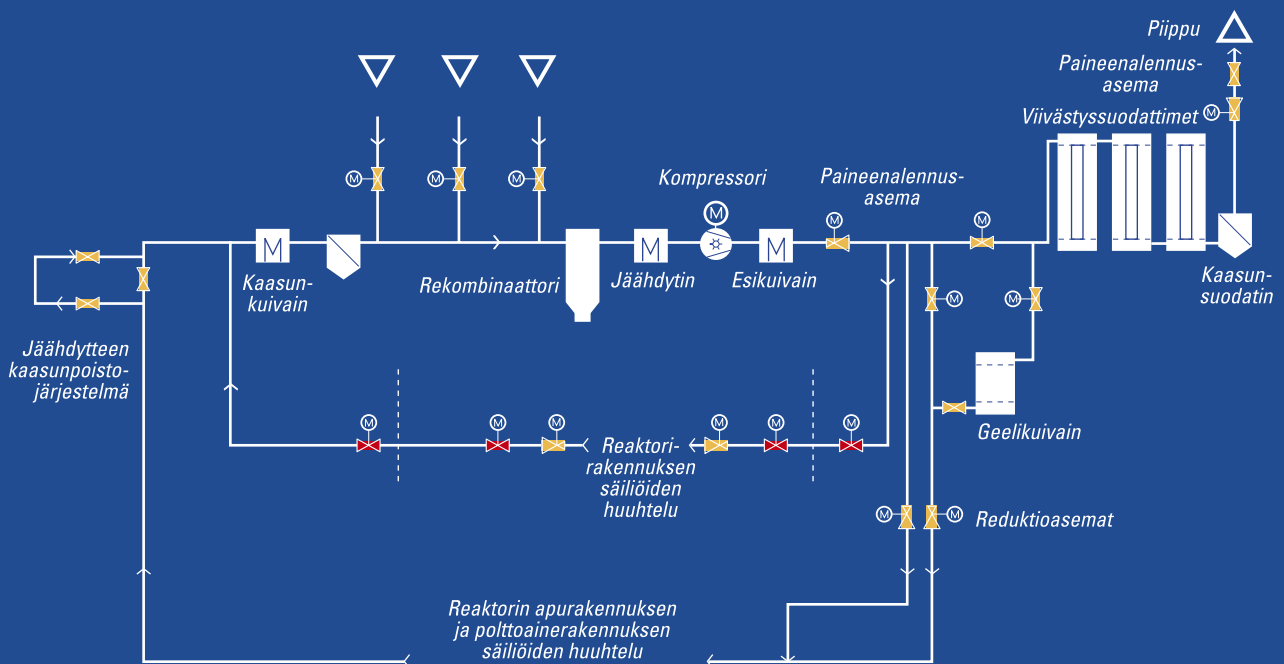 Piippu
Paineenalennus-
asema
Viivästyssuodattimet
M
M
M
M
Kompressori
M
Paineenalennus-
asema
M
M
M
M
M
Kaasun-
kuivain
Rekombinaattori
Jäähdytin
Esikuivain
Kaasun-
suodatin
M
M
Jäähdytteen
kaasunpoisto-
järjestelmä
Geelikuivain
M
M
M
M
M
M
Reaktori-
rakennuksen
säiliöiden
huuhtelu
M
M
Reduktioasemat
Reaktorin apurakennuksen
ja polttoainerakennuksen
säiliöiden huuhtelu